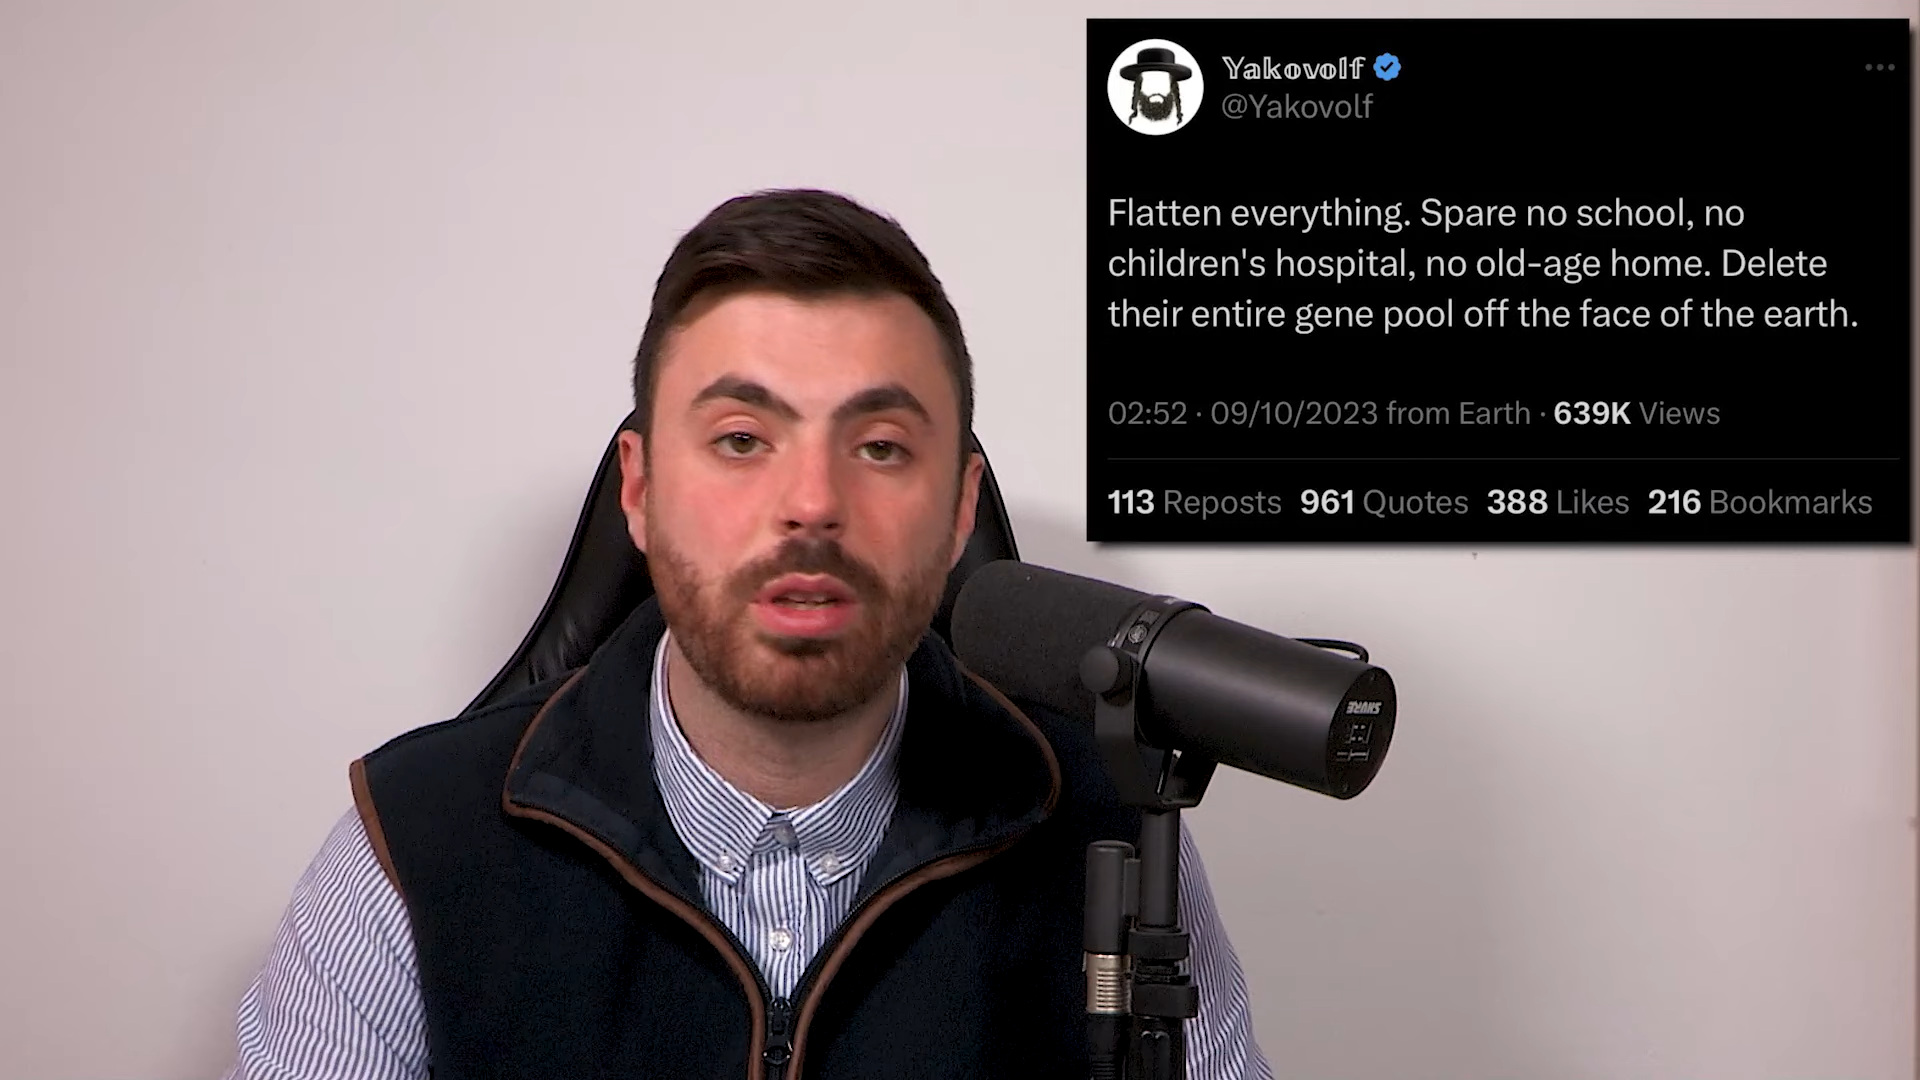 Yakovolf
@Yakovolf
Flatten everything. Spare no school, no
children's hospital, no old-age home. Delete
their entire gene pool off the face of the earth.
02:52 · 09/10/2023 from Earth · 639K Views
113 Reposts 961 Quotes 388 Likes 216 Bookmarks
SHURE